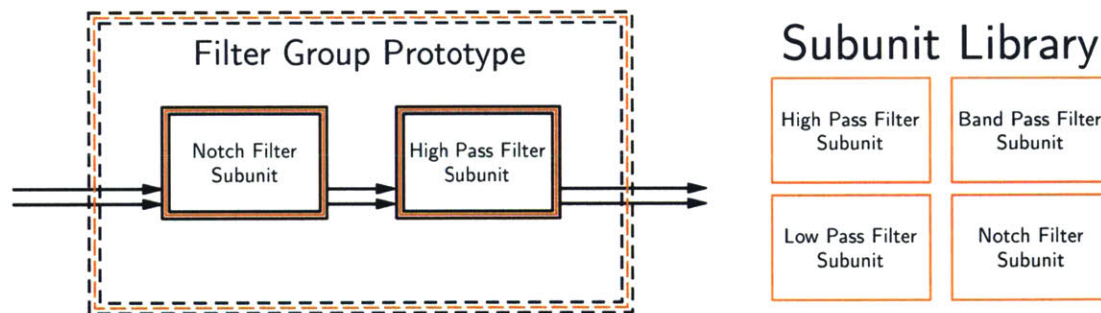 Filter Group Prototype
Notch Filter
Subunit
High Pass Filter
Subunit
Subunit Library
High Pass Filter
Subunit
Band Pass Filter
Subunit
Low Pass Filter
Subunit
Notch Filter
Subunit